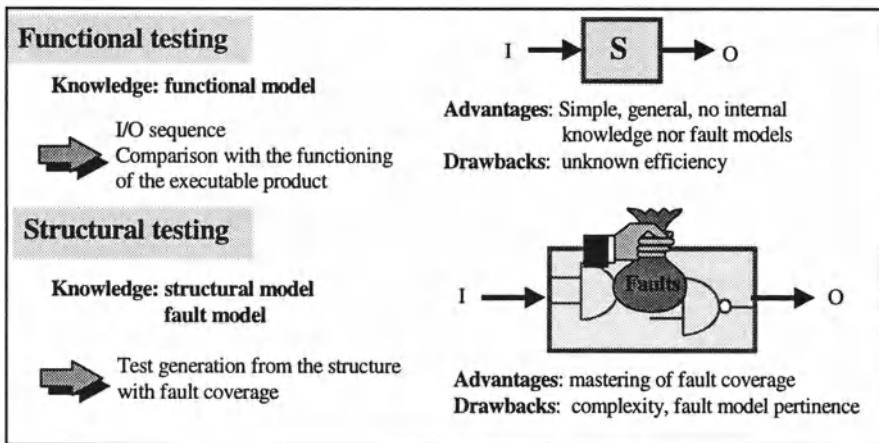 Functional testing
Knowledge: functional model
I/O sequence
Comparison with the functioning
of the executable product
I
S
O
Advantages: Simple, general, no internal
knowledge nor fault models
Drawbacks: unknown efficiency
Structural testing
Knowledge: structural model
fault model
Test generation from the structure
with fault coverage
I
Faults
O
Advantages: mastering of fault coverage
Drawbacks: complexity, fault model pertinence